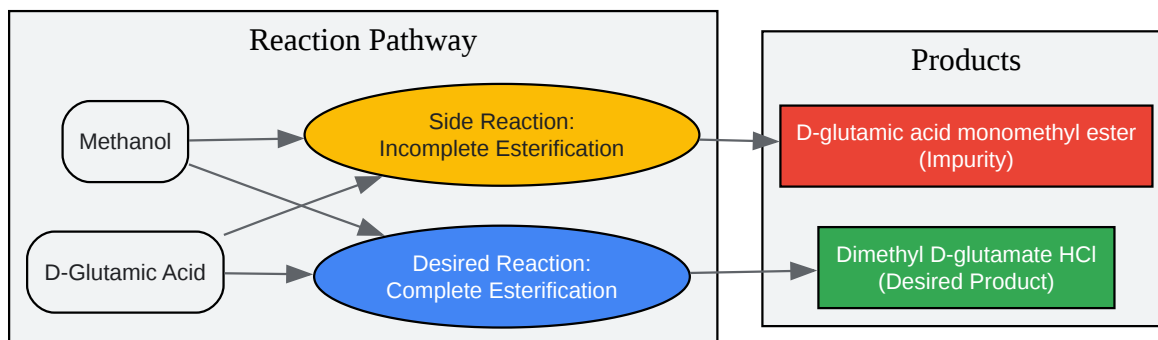 Reaction Pathway
Products
Methanol
D-Glutamic Acid
Side Reaction:
Incomplete Esterification
Desired Reaction:
Complete Esterification
D-glutamic acid monomethyl ester
(Impurity)
Dimethyl D-glutamate HCl
(Desired Product)